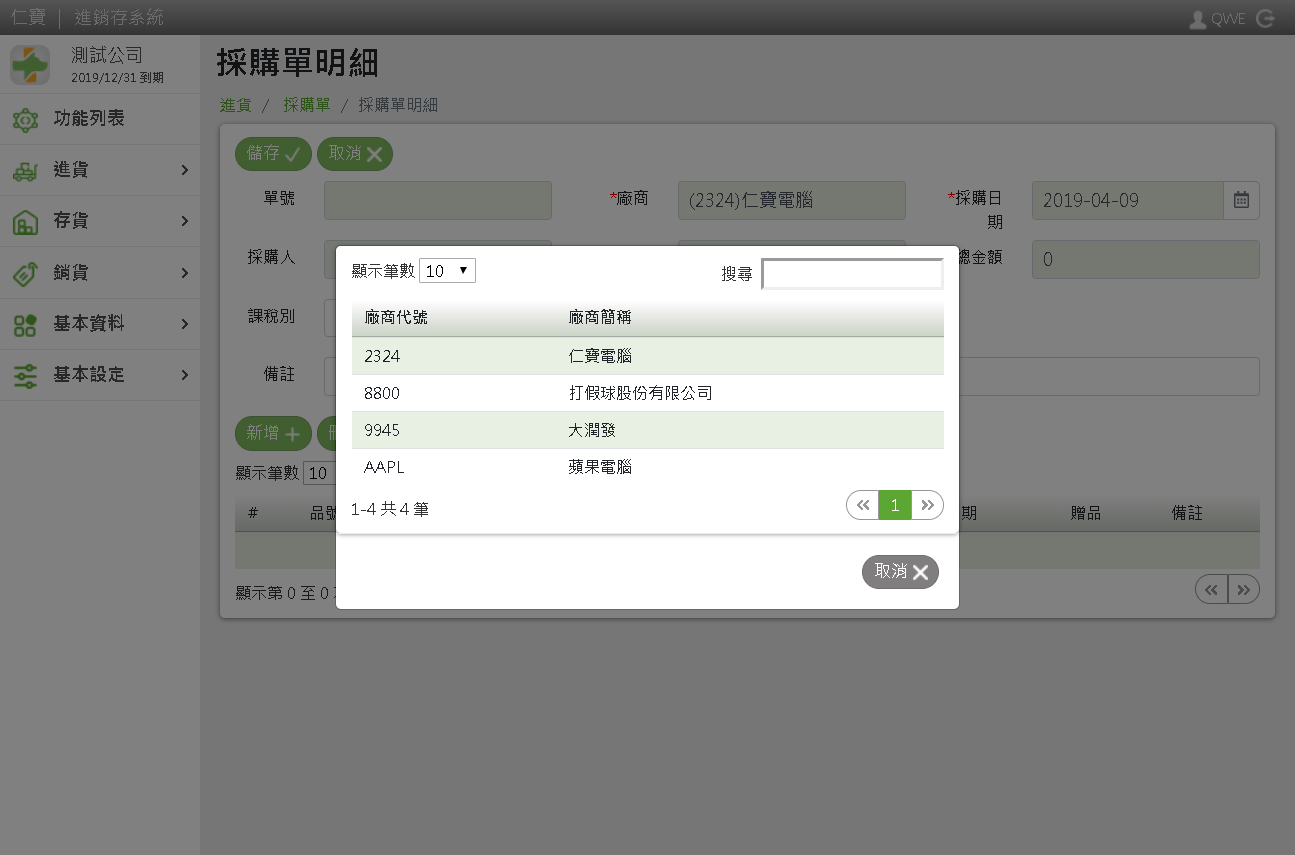 仁寶 | 進銷存系統 QWE
測試公司
2019/12/31 到期
功能列表
進貨
存貨
銷貨
基本資料
基本設定
採購單明細
進貨 / 採購單 / 採購單明細
儲存 取消
單號 *廠商 (2324)仁寶電腦 *採購日期 2019-04-09
採購人 總金額 0
課稅別
備註
新增
顯示筆數 10
# 贈品 備註
顯示第 0 至 0
顯示筆數 10 搜尋
廠商代號 廠商簡稱
2324 仁寶電腦
8800 打假球股份有限公司
9945 大潤發
AAPL 蘋果電腦
1-4 共 4 筆 « 1 »
取消
« »